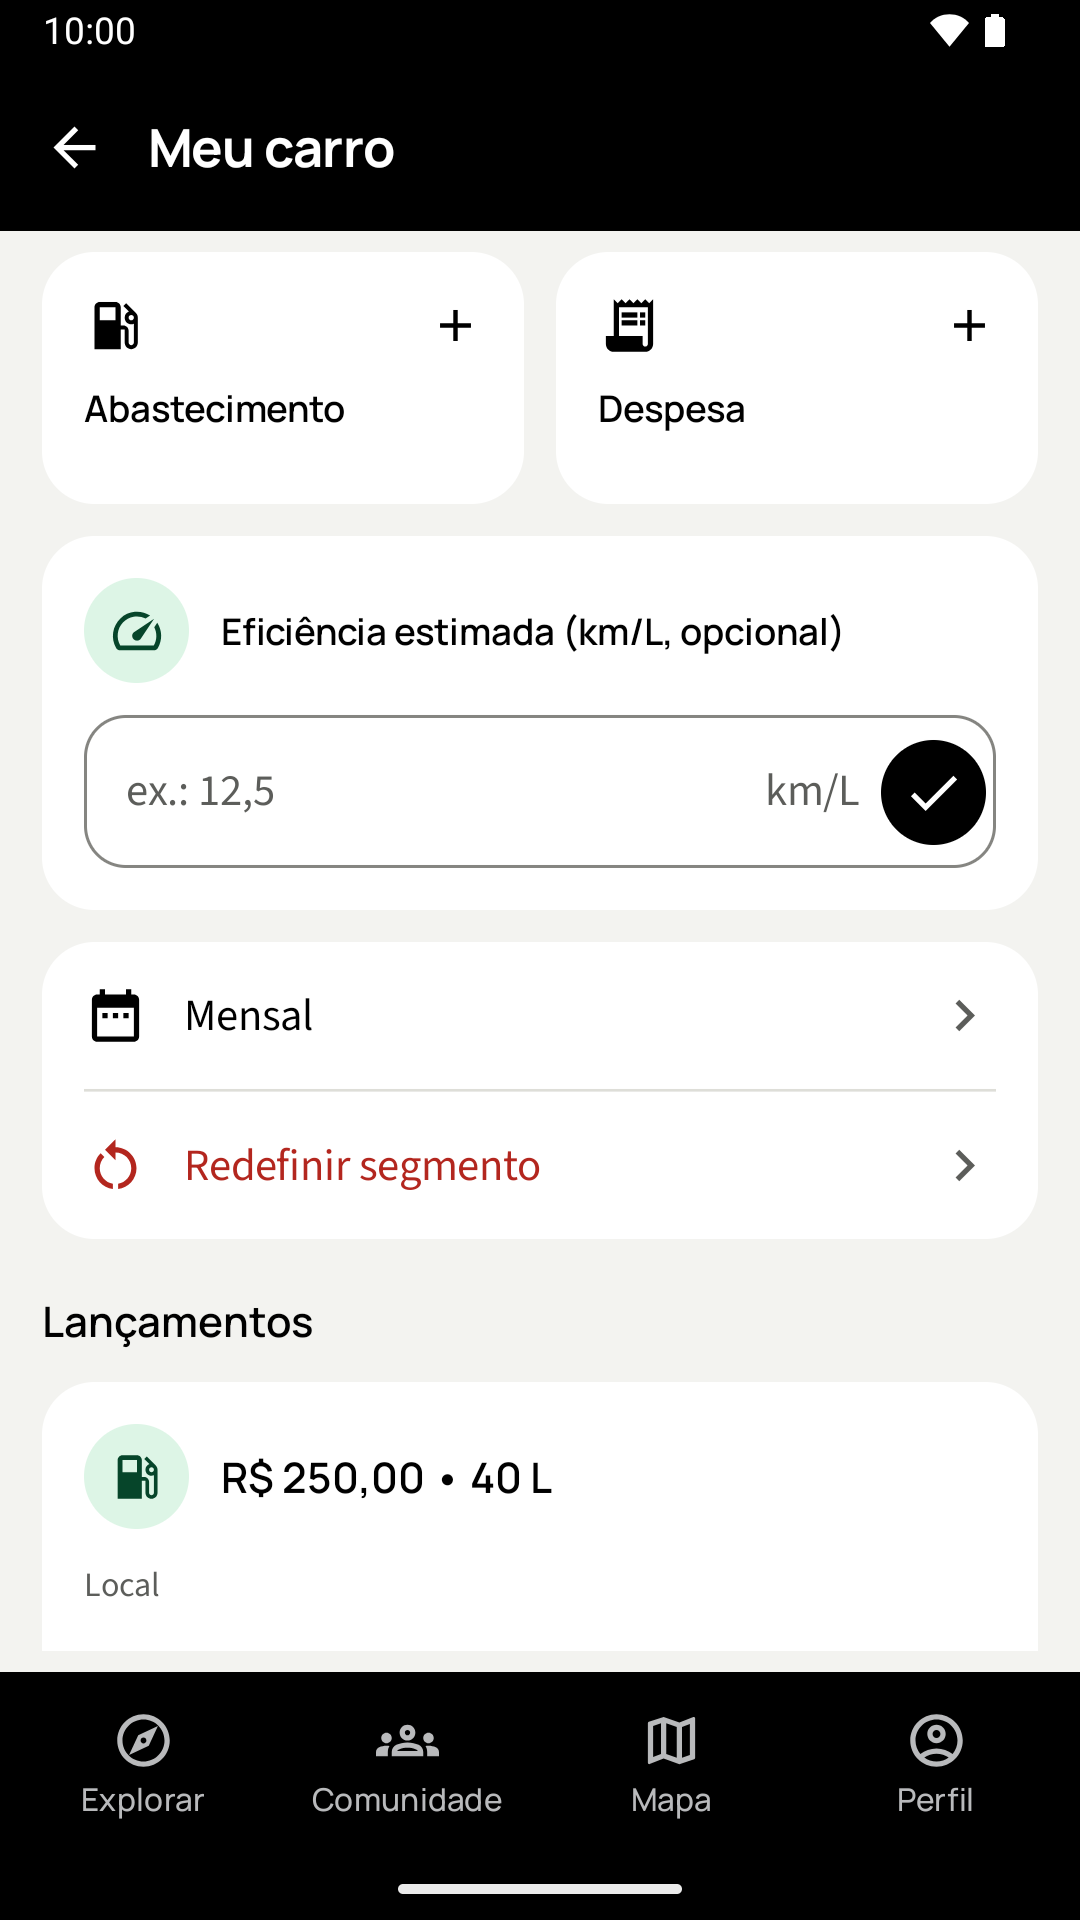 10:00
Meu carro
Abastecimento
Despesa
Eficiência estimada (km/L, opcional)
ex.: 12,5 km/L
Mensal
Redefinir segmento
Lançamentos
R$ 250,00 • 40 L
Local
Explorar
Comunidade
Mapa
Perfil